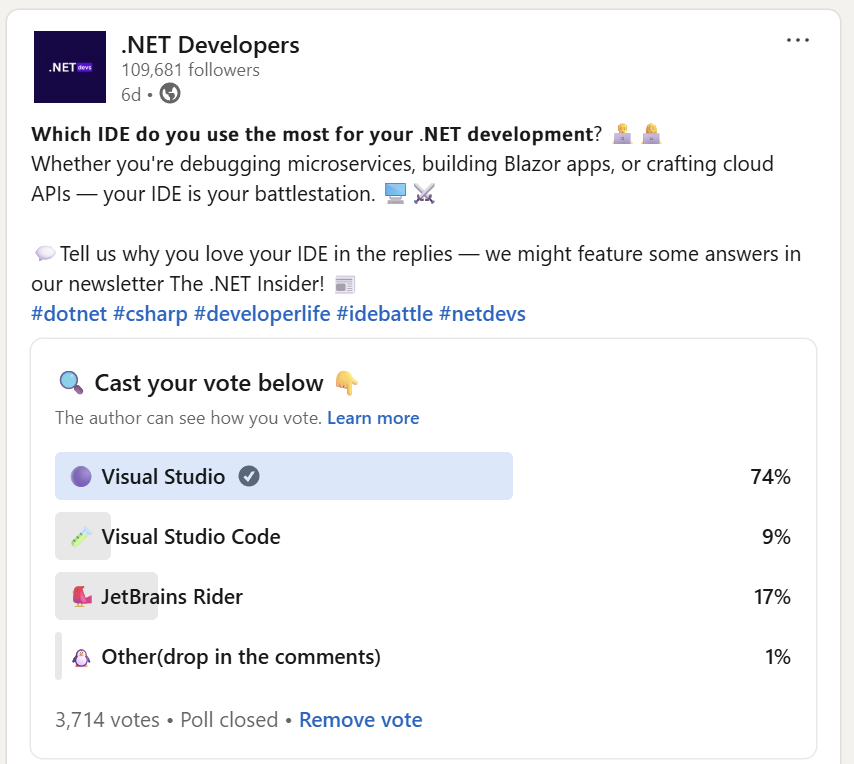 .NET devs
.NET Developers
109,681 followers
6d •
Which IDE do you use the most for your .NET development? 🧑‍💻 👩‍💻
Whether you're debugging microservices, building Blazor apps, or crafting cloud
APIs — your IDE is your battlestation. 🖥️ ⚔️
💬 Tell us why you love your IDE in the replies — we might feature some answers in
our newsletter The .NET Insider! 📰
#dotnet #csharp #developerlife #idebattle #netdevs
🔍 Cast your vote below 👇
The author can see how you vote. Learn more
🟣 Visual Studio
74%
🧪 Visual Studio Code
9%
JetBrains Rider
17%
🐧 Other(drop in the comments)
1%
3,714 votes • Poll closed • Remove vote